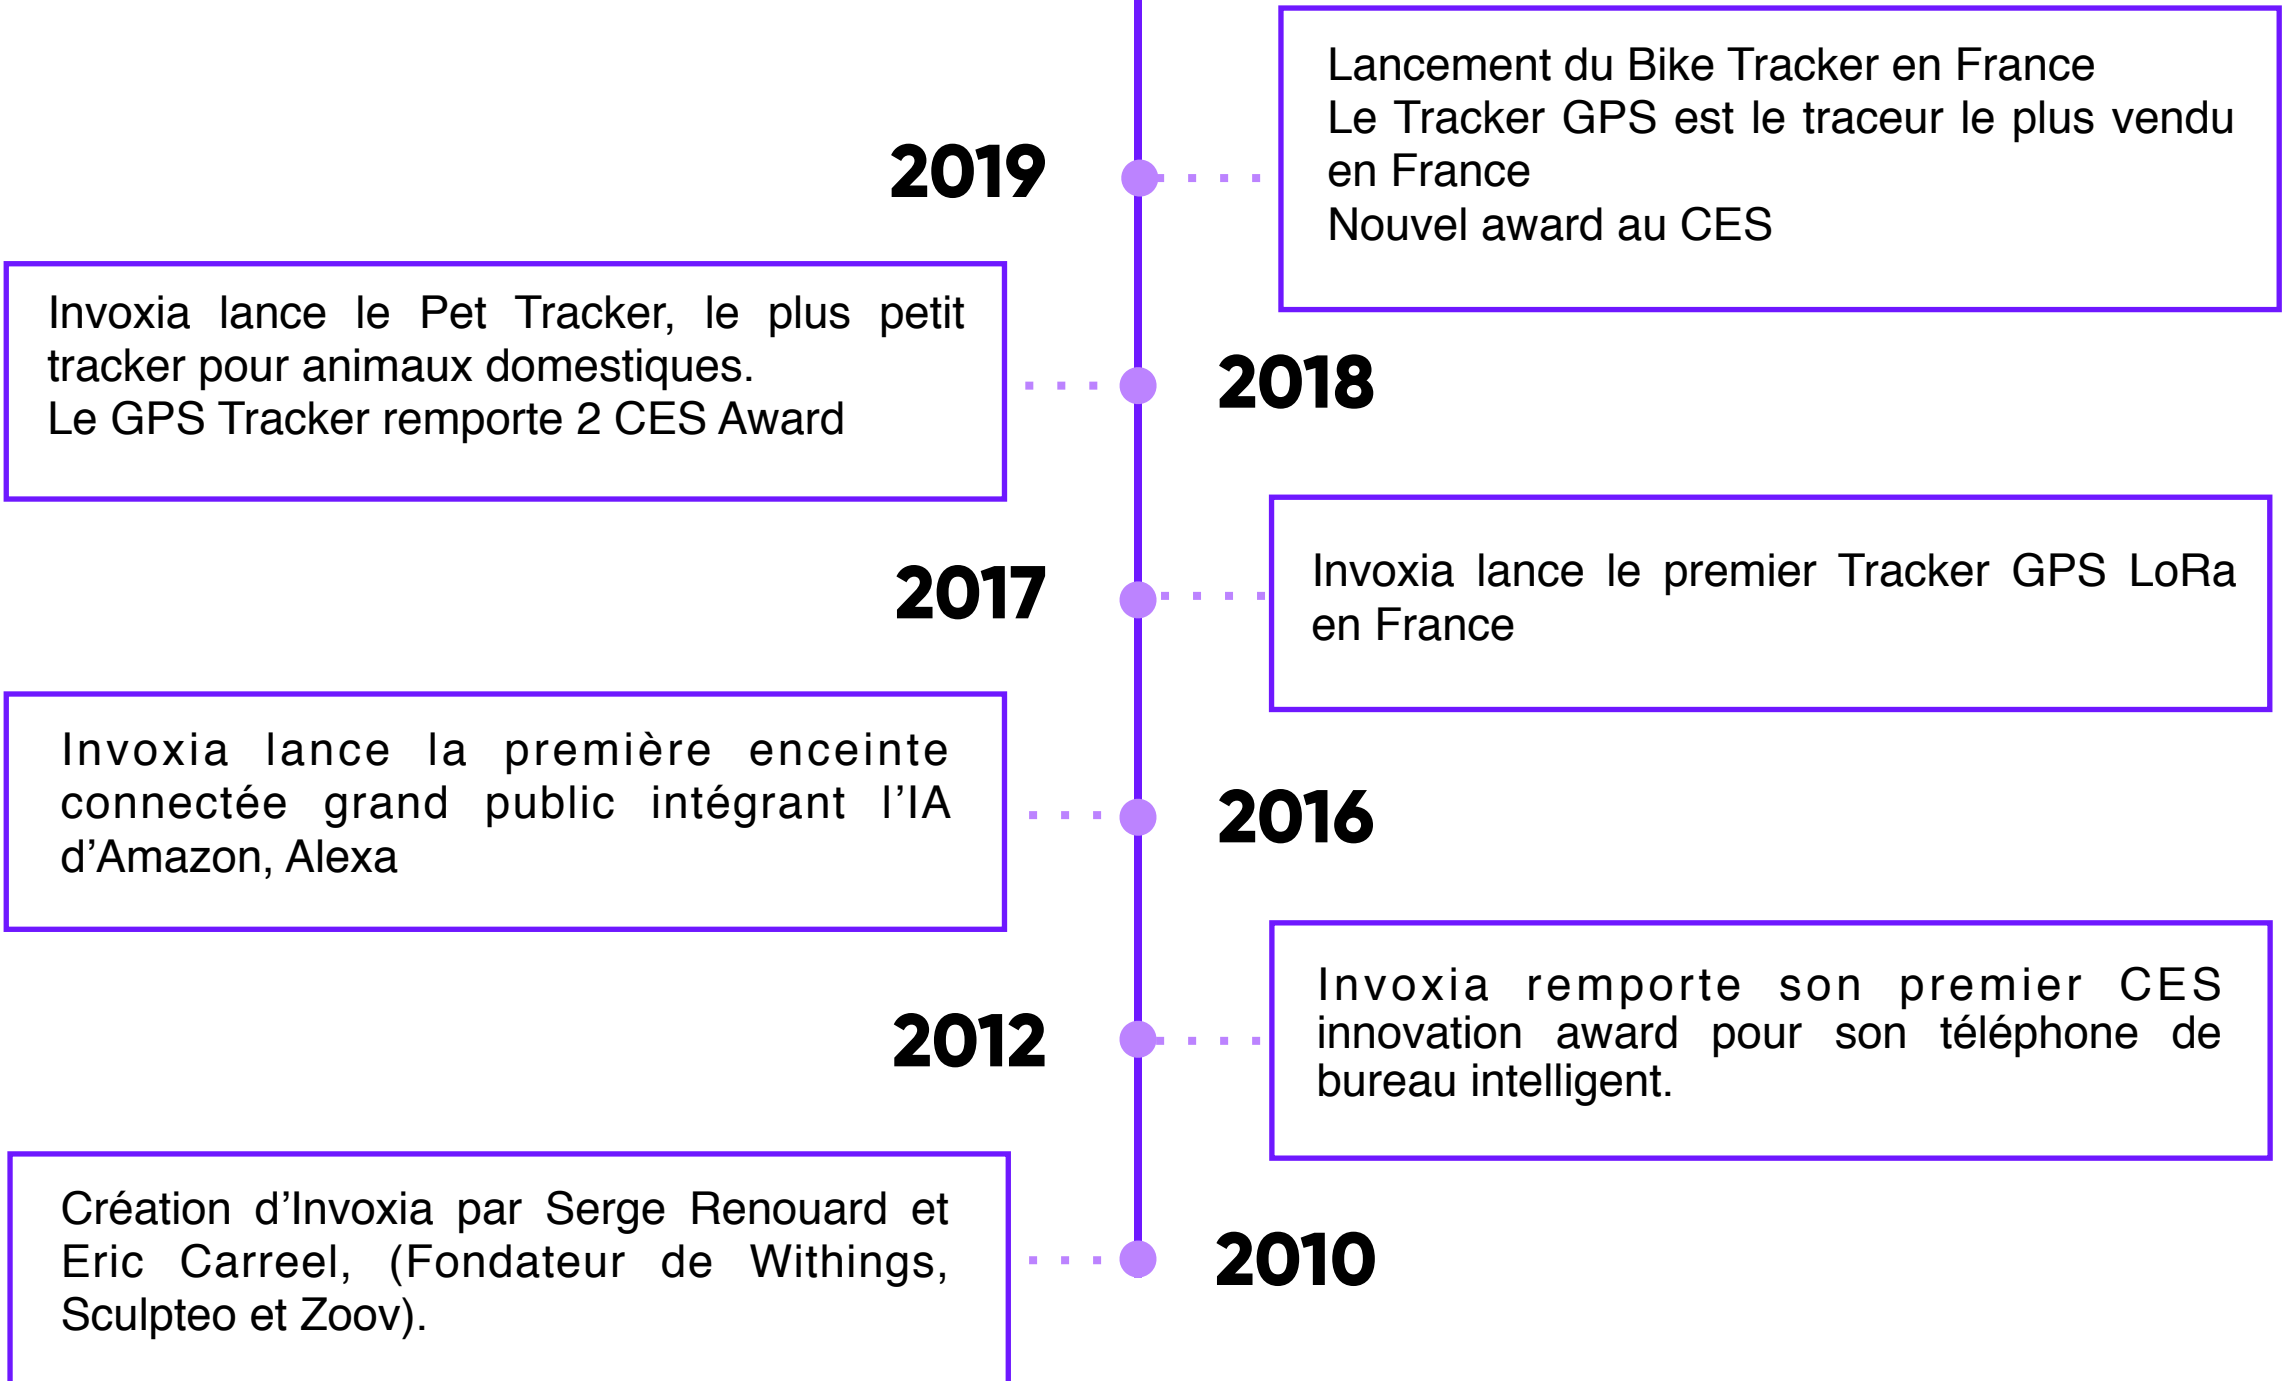 2019
Lancement du Bike Tracker en France
Le Tracker GPS est le traceur le plus vendu
en France
Nouvel award au CES
Invoxia lance le Pet Tracker, le plus petit
tracker pour animaux domestiques.
Le GPS Tracker remporte 2 CES Award
2018
2017
Invoxia lance le premier Tracker GPS LoRa
en France
Invoxia lance la première enceinte
connectée grand public intégrant l’IA
d’Amazon, Alexa
2016
2012
Invoxia remporte son premier CES
innovation award pour son téléphone de
bureau intelligent.
Création d’Invoxia par Serge Renouard et
Eric Carreel, (Fondateur de Withings,
Sculpteo et Zoov).
2010